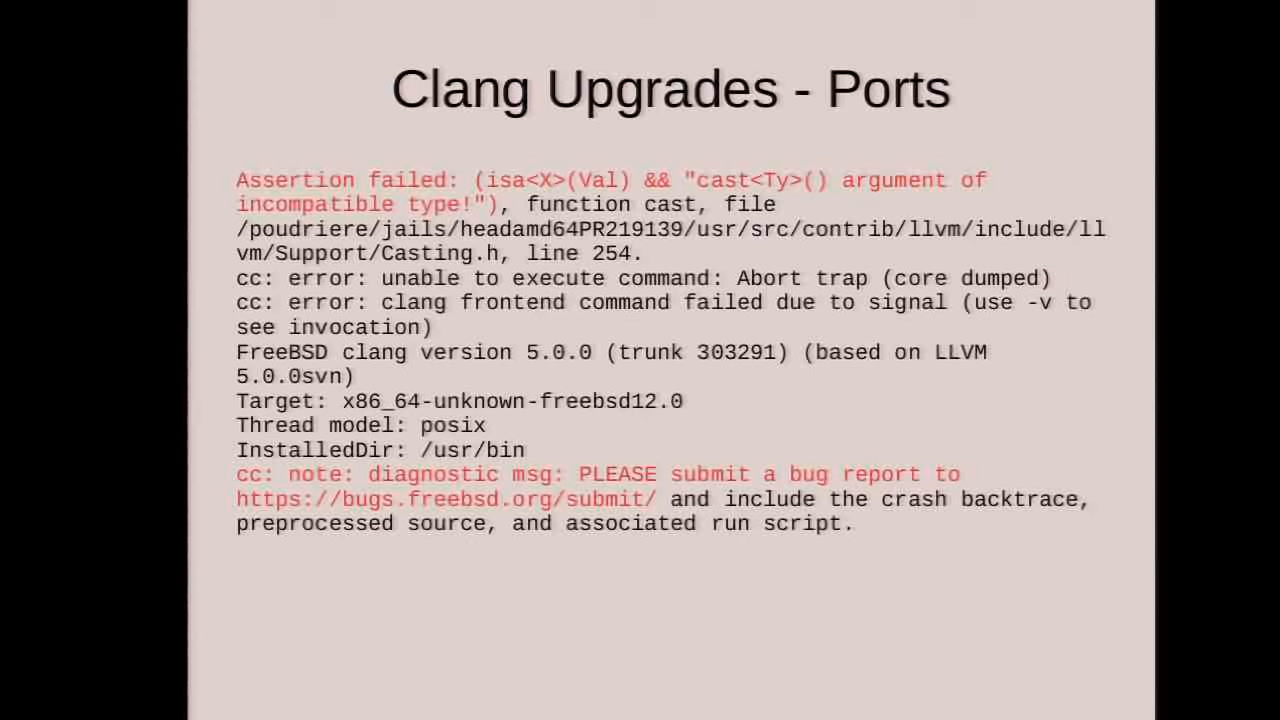 Clang Upgrades - Ports
Assertion failed: (isa<X>(Val) && "cast<Ty>() argument of
incompatible type!"), function cast, file
/poudriere/jails/headamd64PR219139/usr/src/contrib/llvm/include/ll
vm/Support/Casting.h, line 254.
cc: error: unable to execute command: Abort trap (core dumped)
cc: error: clang frontend command failed due to signal (use -v to
see invocation)
FreeBSD clang version 5.0.0 (trunk 303291) (based on LLVM
5.0.0svn)
Target: x86_64-unknown-freebsd12.0
Thread model: posix
InstalledDir: /usr/bin
cc: note: diagnostic msg: PLEASE submit a bug report to
https://bugs.freebsd.org/submit/ and include the crash backtrace,
preprocessed source, and associated run script.